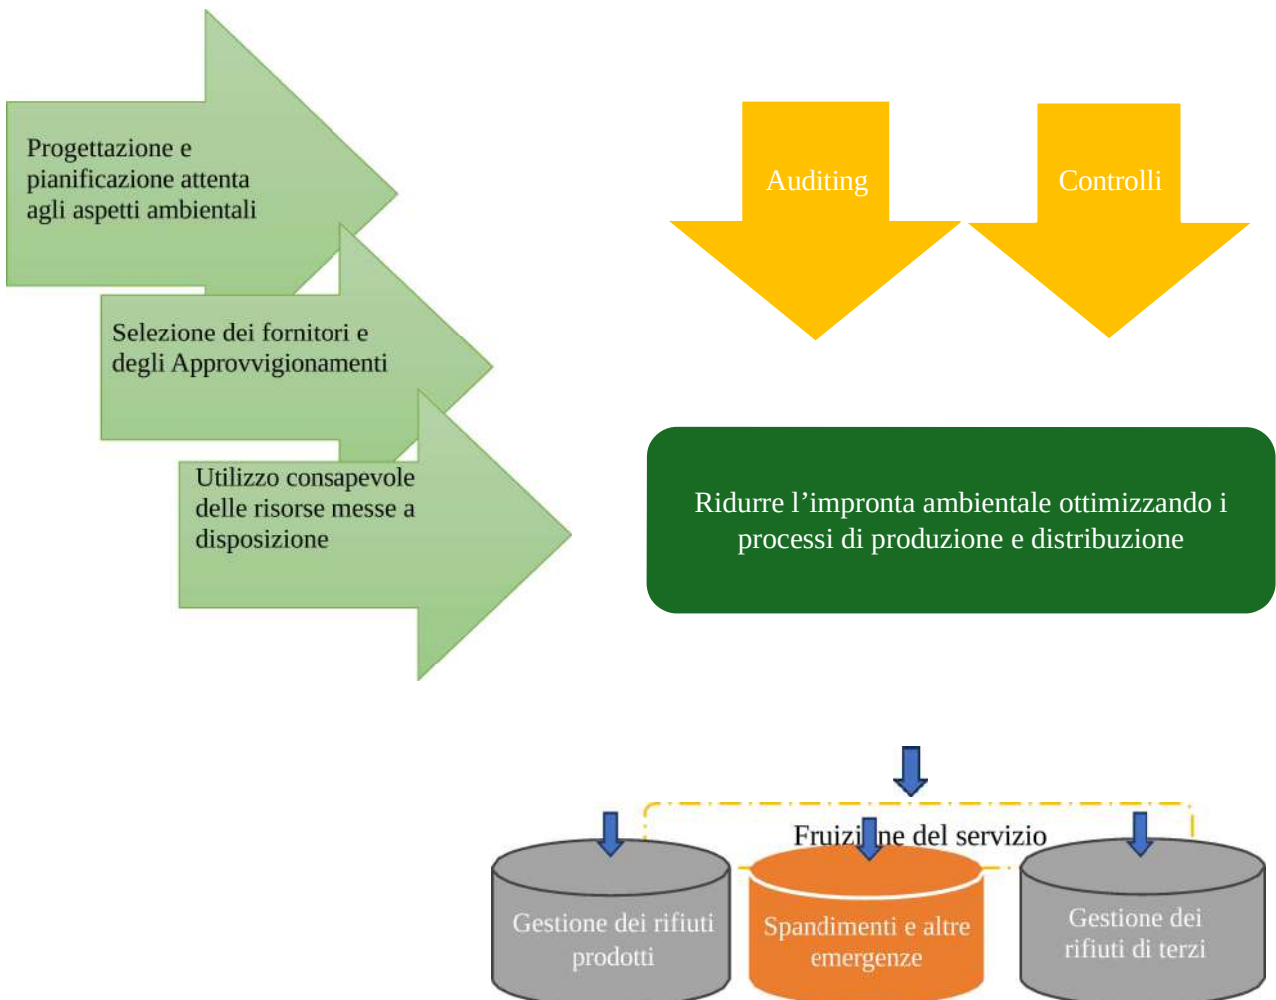 Progettazione e
pianificazione attenta
agli aspetti ambientali
Selezione dei fornitori e
degli Approvvigionamenti
Utilizzo consapevole
delle risorse messe a
disposizione
Auditing
Controlli
Ridurre l’impronta ambientale ottimizzando i
processi di produzione e distribuzione
Fruizione del servizio
Gestione dei rifiuti
prodotti
Spandimenti e altre
emergenze
Gestione dei
rifiuti di terzi